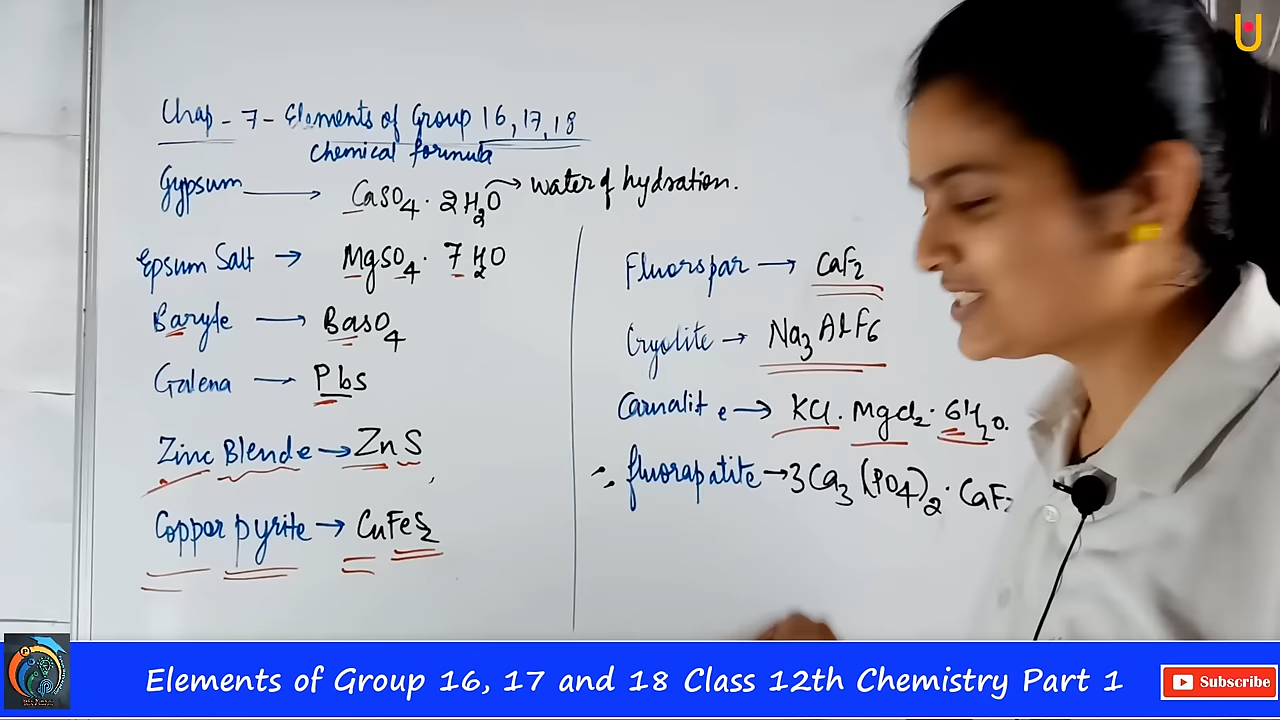 Chap - 7 - Elements of Group 16, 17, 18
Chemical formula
Gypsum → CaSO4 · 2H2O → water of hydration.
Epsum Salt → MgSO4 · 7H2O
Baryte → BaSO4
Galena → Pbs
Zinc Blende → ZnS
Copper pyrite → CuFeS2
Fluorspar → CaF2
Cryolite → Na3AlF6
Carnalite → KCl. MgCl2 · 6H2O.
fluorapatite → 3Ca3(PO4)2 · CaF2
Elements of Group 16, 17 and 18 Class 12th Chemistry Part 1
Subscribe
U